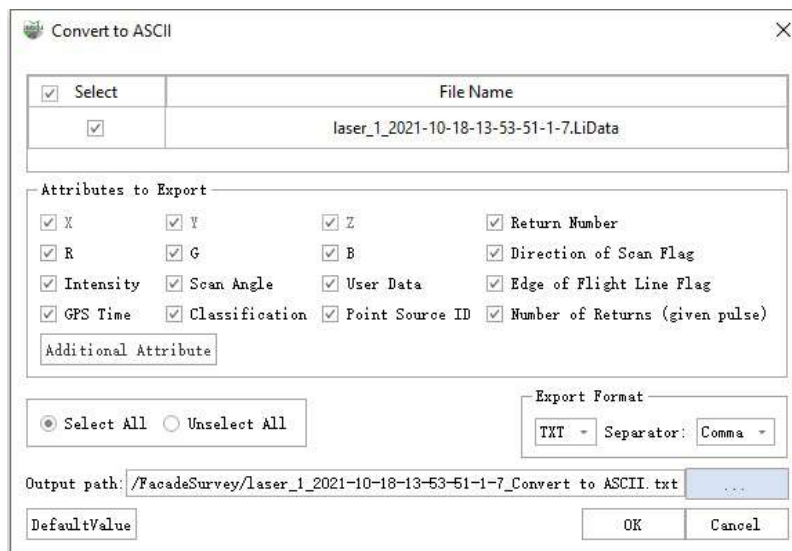 Convert to ASCII
Select File Name
laser_1_2021-10-18-13-53-51-1-7.LiData
Attributes to Export
X Y Z Return Number
R G B Direction of Scan Flag
Intensity Scan Angle User Data Edge of Flight Line Flag
GPS Time Classification Point Source ID Number of Returns (given pulse)
Additional Attribute
Export Format
Select All Unselect All
TXT Separator: Comma
Output path: /FacadeSurvey/laser_1_2021-10-18-13-53-51-1-7_Convert to ASCII.txt ...
DefaultValue OK Cancel